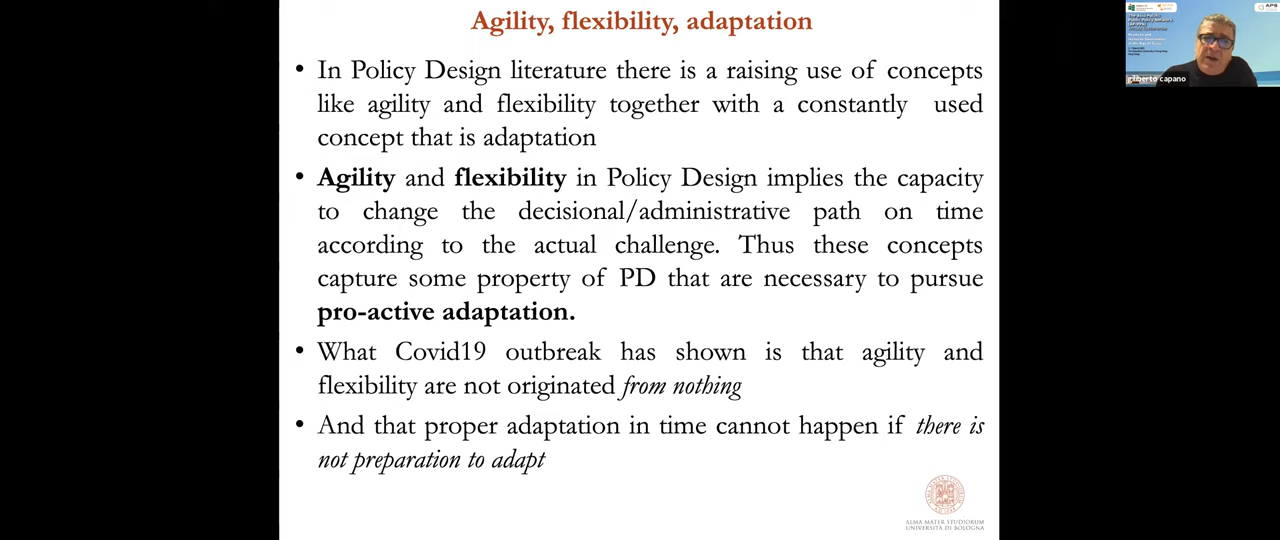 Agility, flexibility, adaptation
• In Policy Design literature there is a raising use of concepts
like agility and flexibility together with a constantly used
concept that is adaptation
• Agility and flexibility in Policy Design implies the capacity
to change the decisional/administrative path on time
according to the actual challenge. Thus these concepts
capture some property of PD that are necessary to pursue
pro-active adaptation.
• What Covid19 outbreak has shown is that agility and
flexibility are not originated from nothing
• And that proper adaptation in time cannot happen if there is
not preparation to adapt
ALMA MATER STUDIORUM
UNIVERSITÀ DI BOLOGNA
APS
gilberto capano